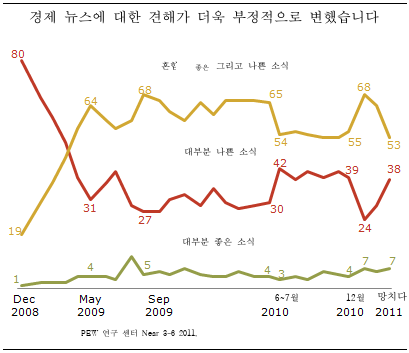 경제 뉴스에 대한 견해가 더욱 부정적으로 변했습니다
80
혼합 좋은 그리고 나쁜 소식
64
68
65
68
54
55
53
대부분 나쁜 소식
42
39
38
31
27
30
24
19
대부분 좋은 소식
1
4
5
4
3
4
7
7
Dec 2008
May 2009
Sep 2009
6~7월 2010
12월 2010
망치다 2011
PEW 연구 센터 Near 3-6 2011.